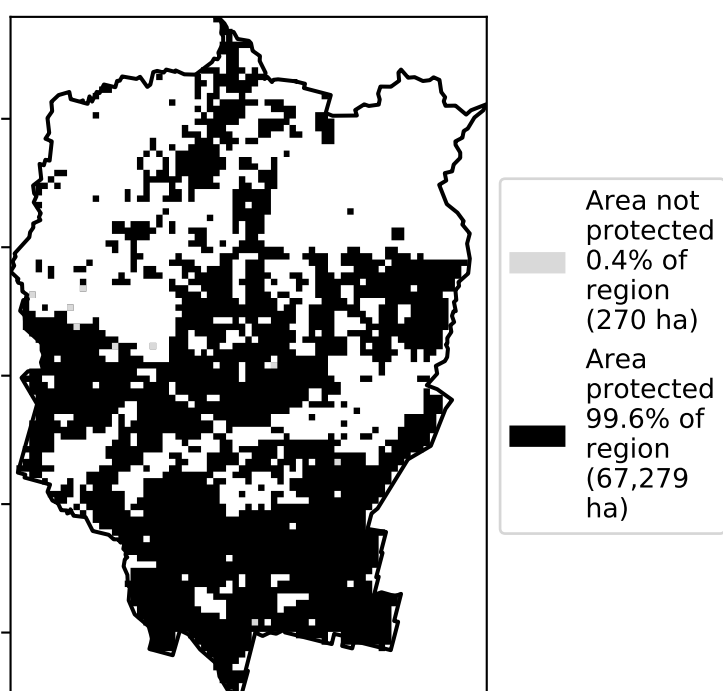 Area not
protected
0.4% of
region
(270 ha)
Area
protected
99.6% of
region
(67,279
ha)